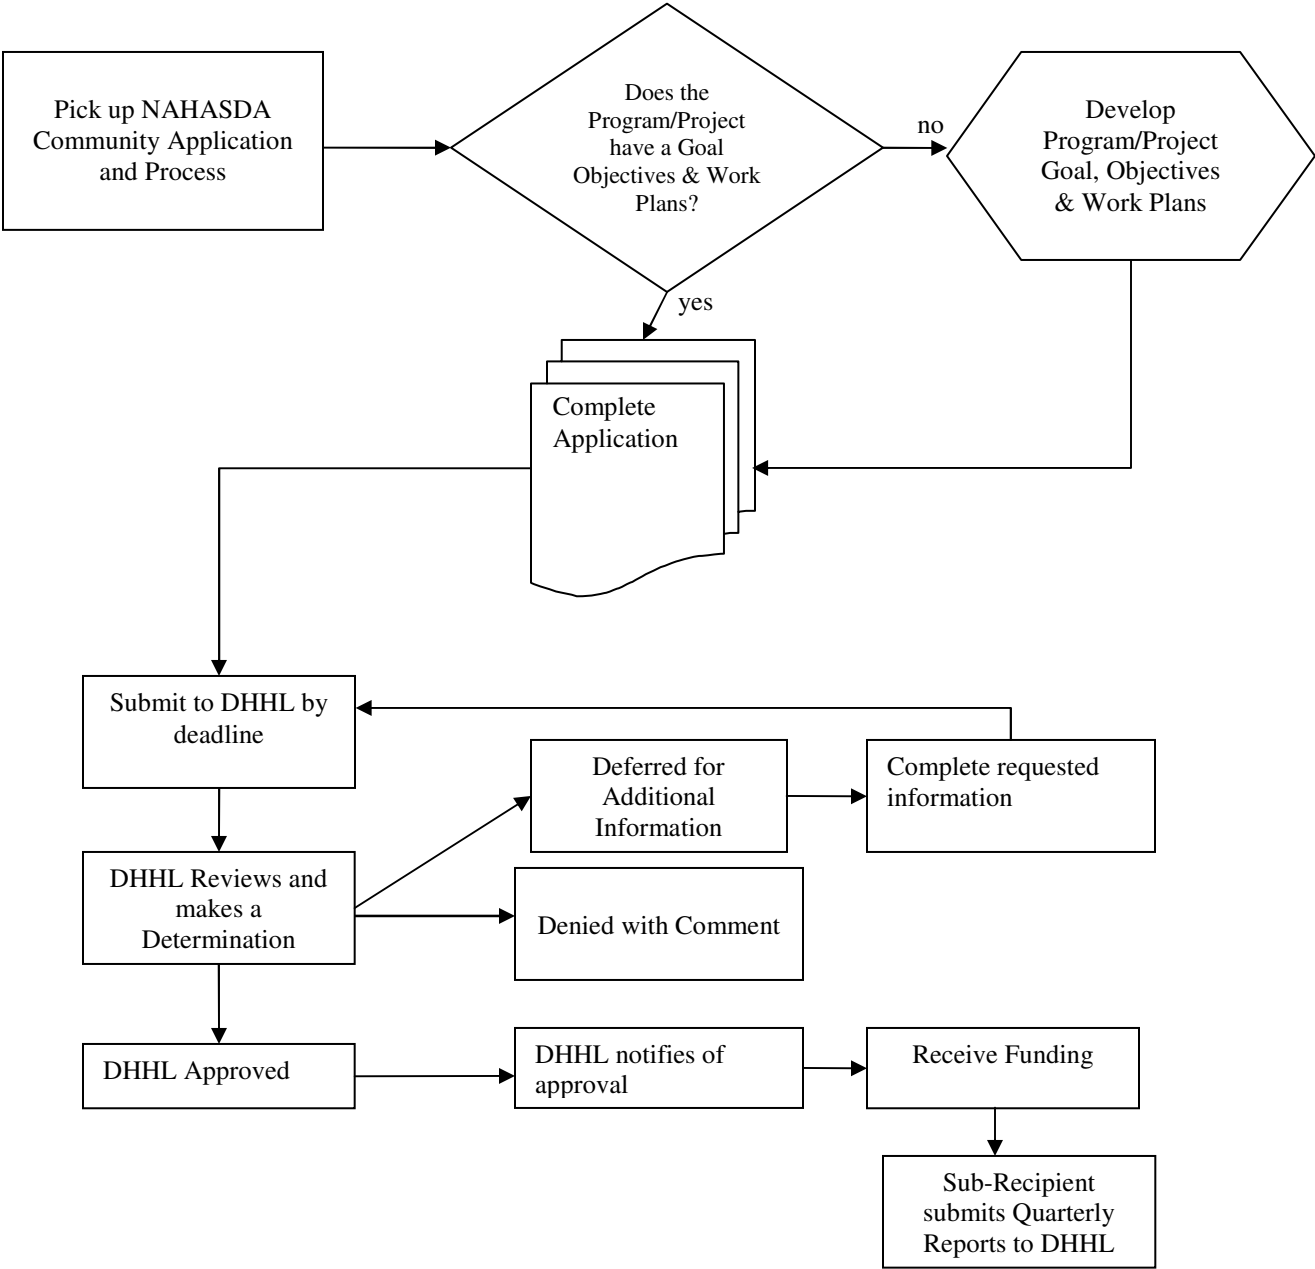 Pick up NAHASDA
Community Application
and Process
Does the
Program/Project
have a Goal
Objectives & Work
Plans?
no
Develop
Program/Project
Goal, Objectives
& Work Plans
yes
Complete
Application
Submit to DHHL by
deadline
Deferred for
Additional
Information
Complete requested
information
DHHL Reviews and
makes a
Determination
Denied with Comment
DHHL Approved
DHHL notifies of
approval
Receive Funding
Sub-Recipient
submits Quarterly
Reports to DHHL